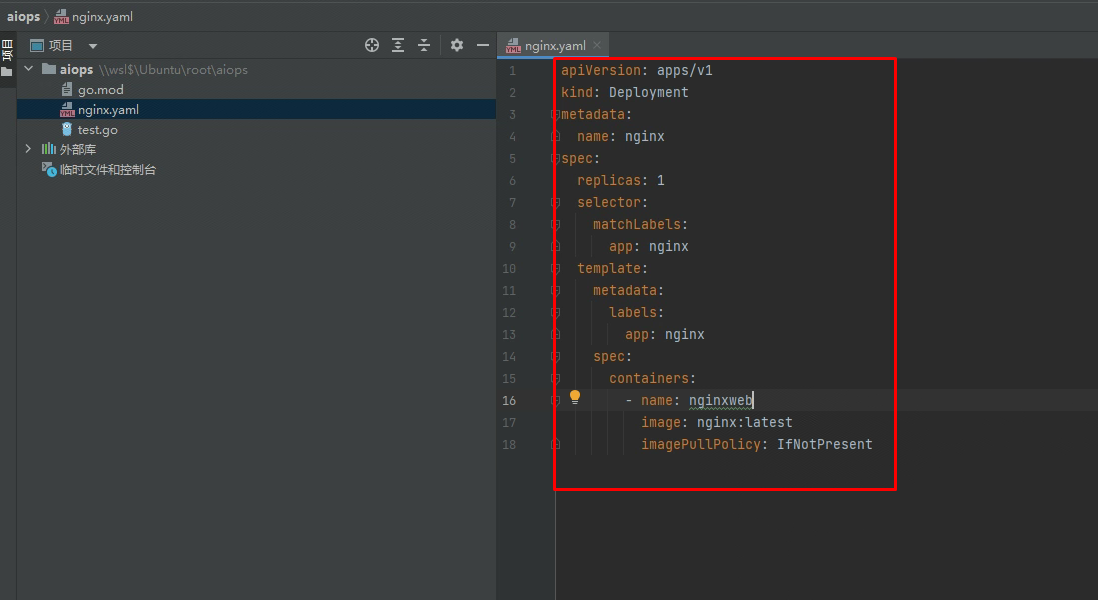 aiops nginx.yaml
项目
项目
nginx.yaml
aiops \\wsl$\Ubuntu\root\aiops
go.mod
nginx.yaml
test.go
外部库
临时文件和控制台
1 apiVersion: apps/v1
2 kind: Deployment
3 metadata:
4   name: nginx
5 spec:
6   replicas: 1
7   selector:
8     matchLabels:
9       app: nginx
10   template:
11     metadata:
12       labels:
13         app: nginx
14     spec:
15       containers:
16         - name: nginxweb
17           image: nginx:latest
18           imagePullPolicy: IfNotPresent